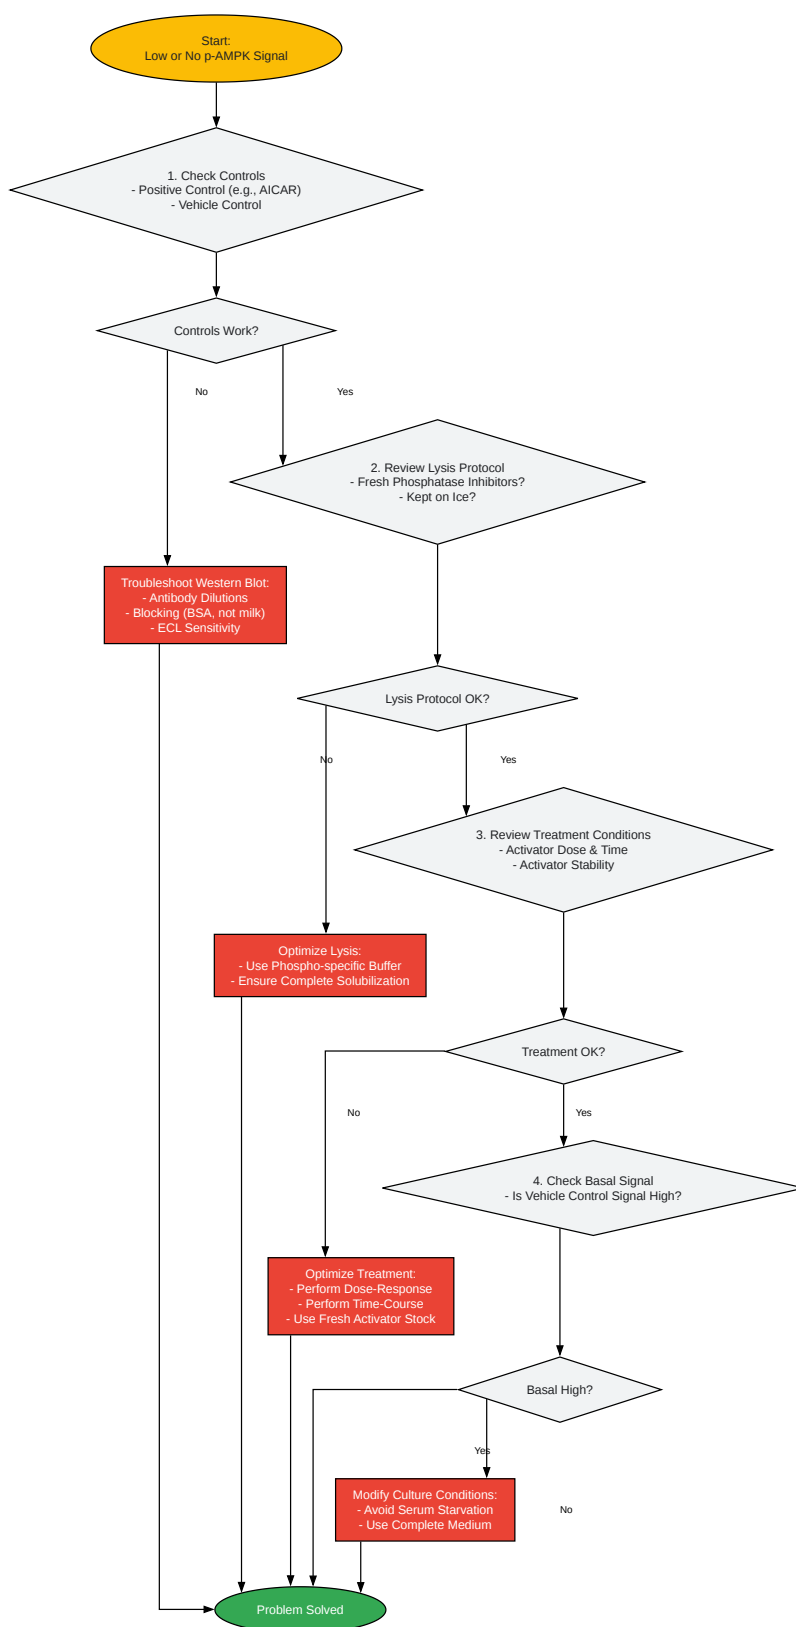 Start:
Low or No p-AMPK Signal
1. Check Controls
- Positive Control (e.g., AICAR)
- Vehicle Control
Controls Work?
No
Yes
2. Review Lysis Protocol
- Fresh Phosphatase Inhibitors?
- Kept on Ice?
Troubleshoot Western Blot:
- Antibody Dilutions
- Blocking (BSA, not milk)
- ECL Sensitivity
Lysis Protocol OK?
No
Yes
3. Review Treatment Conditions
- Activator Dose & Time
- Activator Stability
Optimize Lysis:
- Use Phospho-specific Buffer
- Ensure Complete Solubilization
Treatment OK?
No
Yes
4. Check Basal Signal
- Is Vehicle Control Signal High?
Optimize Treatment:
- Perform Dose-Response
- Perform Time-Course
- Use Fresh Activator Stock
Basal High?
Yes
Modify Culture Conditions:
- Avoid Serum Starvation
- Use Complete Medium
No
Problem Solved